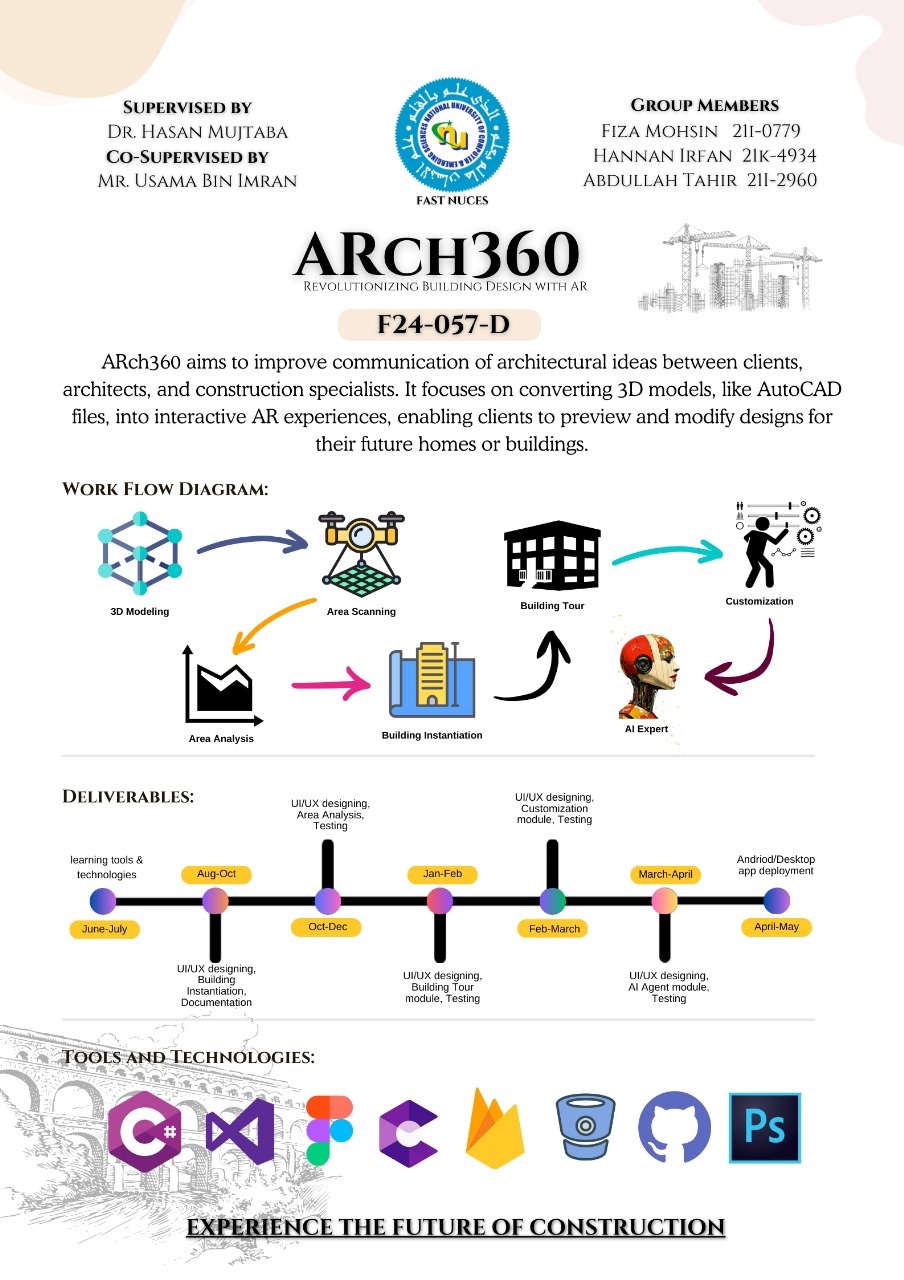 Supervised by
Dr. Hasan Mujtaba
Co-Supervised by
Mr. Usama Bin Imran
NATIONAL UNIVERSITY OF COMPUTER & EMERGING SCIENCES
nu
FAST NUCES
Group Members
Fiza Mohsin 21I-0779
Hannan Irfan 21K-4934
Abdullah Tahir 21I-2960
ARch360
Revolutionizing Building Design with AR
F24-057-D
ARch360 aims to improve communication of architectural ideas between clients,
architects, and construction specialists. It focuses on converting 3D models, like AutoCAD
files, into interactive AR experiences, enabling clients to preview and modify designs for
their future homes or buildings.
Work Flow Diagram:
3D Modeling
Area Scanning
Building Tour
Customization
Area Analysis
Building Instantiation
AI Expert
Deliverables:
learning tools &
technologies
June-July
Aug-Oct
UI/UX designing,
Building
Instantiation,
Documentation
UI/UX designing,
Area Analysis,
Testing
Oct-Dec
Jan-Feb
UI/UX designing,
Building Tour
module, Testing
UI/UX designing,
Customization
module, Testing
Feb-March
March-April
UI/UX designing,
AI Agent module,
Testing
Andriod/Desktop
app deployment
April-May
Tools and Technologies:
C#
Ps
Experience the future of construction